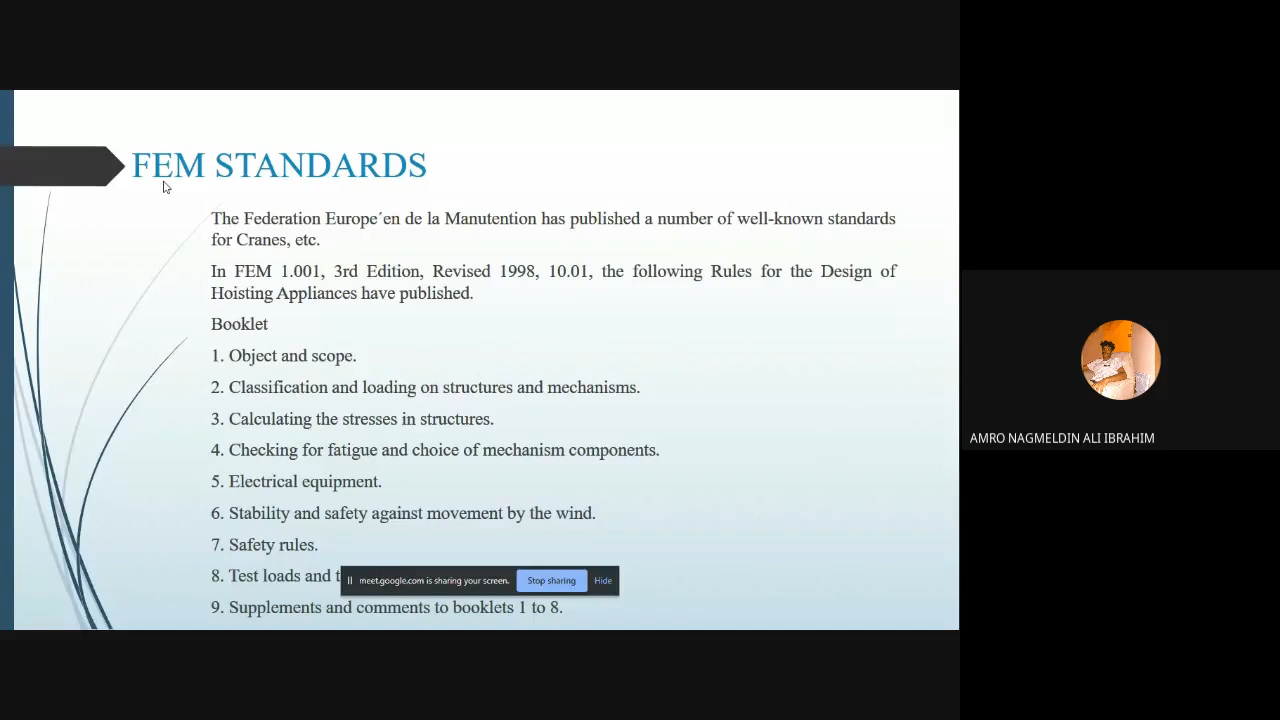 FEM STANDARDS
The Federation Europe´en de la Manutention has published a number of well-known standards
for Cranes, etc.
In FEM 1.001, 3rd Edition, Revised 1998, 10.01, the following Rules for the Design of
Hoisting Appliances have published.
Booklet
1. Object and scope.
2. Classification and loading on structures and mechanisms.
3. Calculating the stresses in structures.
4. Checking for fatigue and choice of mechanism components.
5. Electrical equipment.
6. Stability and safety against movement by the wind.
7. Safety rules.
8. Test loads and
meet.google.com is sharing your screen. Stop sharing Hide
9. Supplements and comments to booklets 1 to 8.
AMRO NAGMELDIN ALI IBRAHIM